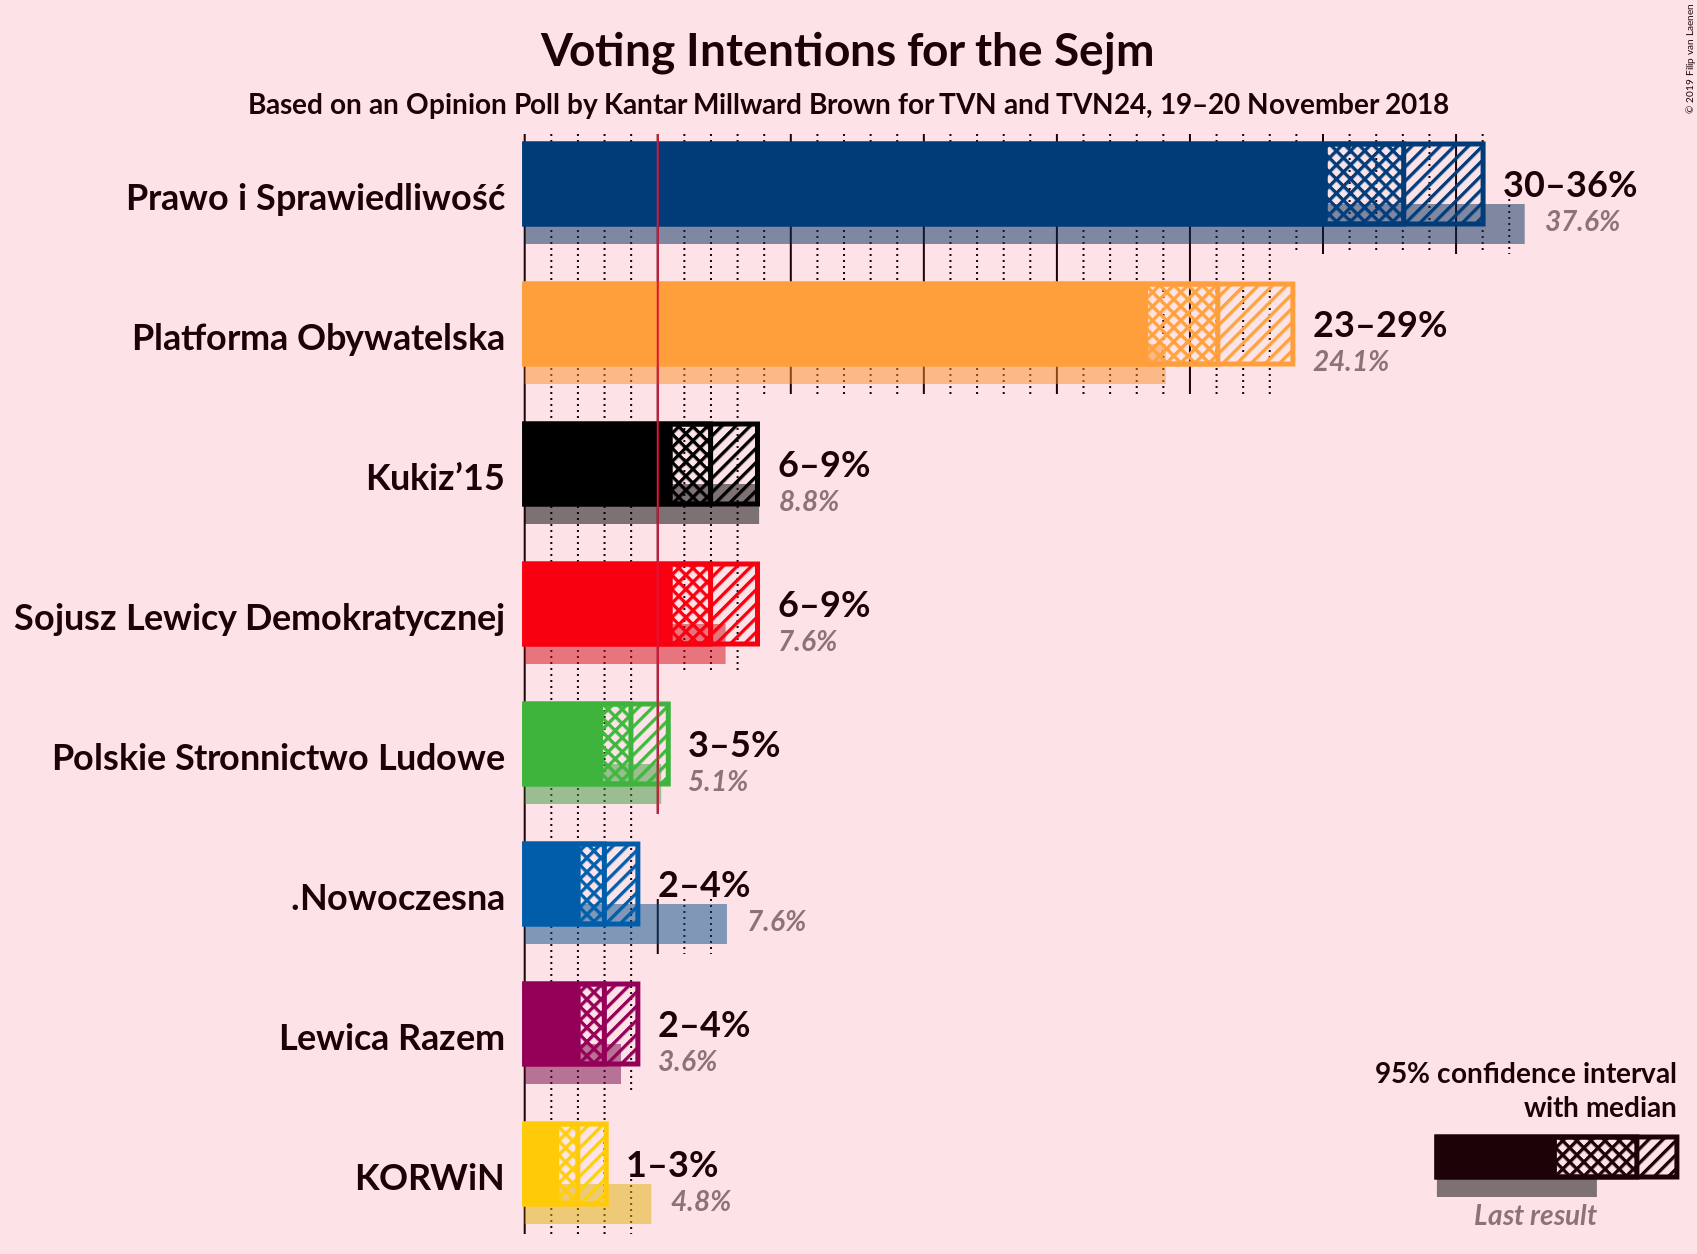 Voting Intentions for the Sejm
Based on an Opinion Poll by Kantar Millward Brown for TVN and TVN24, 19–20 November 2018
© 2019 Filip van Laenen
Prawo i Sprawiedliwość
30–36%
37.6%
Platforma Obywatelska
23–29%
24.1%
Kukiz’15
6–9%
8.8%
Sojusz Lewicy Demokratycznej
6–9%
7.6%
Polskie Stronnictwo Ludowe
3–5%
5.1%
.Nowoczesna
2–4%
7.6%
Lewica Razem
2–4%
3.6%
KORWiN
1–3%
4.8%
95% confidence interval
with median
Last result